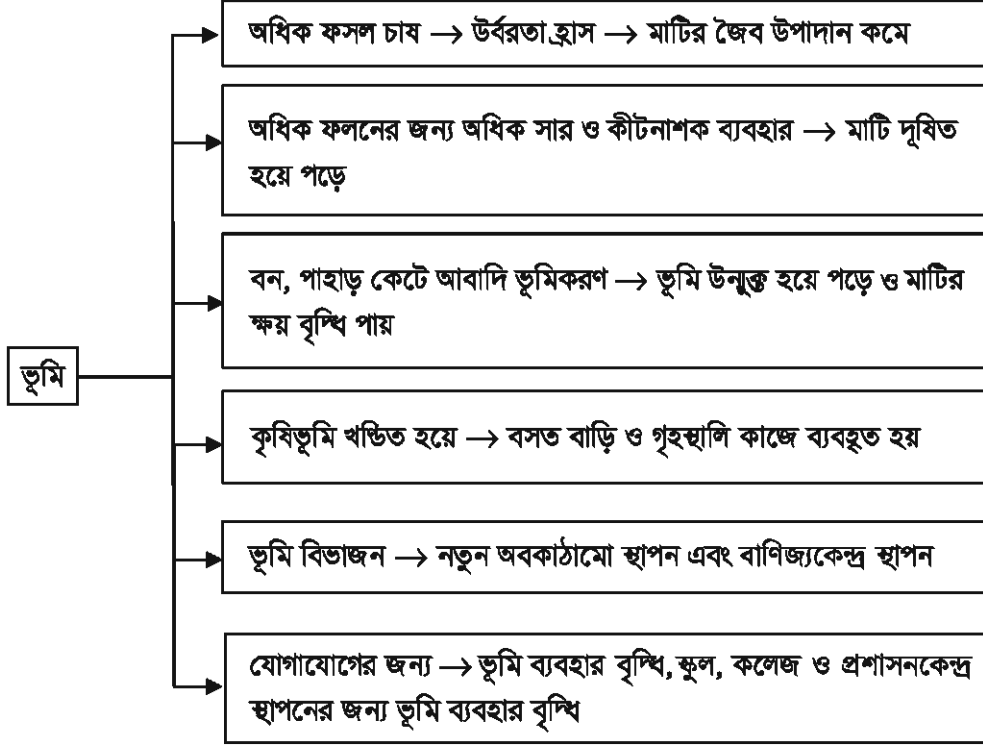 অধিক ফসল চাষ → উর্বরতা হ্রাস → মাটির জৈব উপাদান কমে
অধিক ফলনের জন্য অধিক সার ও কীটনাশক ব্যবহার → মাটি দূষিত
হয়ে পড়ে
বন, পাহাড় কেটে আবাদি ভূমিকরণ → ভূমি উন্মুক্ত হয়ে পড়ে ও মাটির
ক্ষয় বৃদ্ধি পায়
ভূমি
কৃষিভূমি খন্ডিত হয়ে → বসত বাড়ি ও গৃহস্থালি কাজে ব্যবহৃত হয়
ভূমি বিভাজন → নতুন অবকাঠামো স্থাপন এবং বাণিজ্যকেন্দ্র স্থাপন
যোগাযোগের জন্য → ভূমি ব্যবহার বৃদ্ধি, স্কুল, কলেজ ও প্রশাসনকেন্দ্র
স্থাপনের জন্য ভূমি ব্যবহার বৃদ্ধি